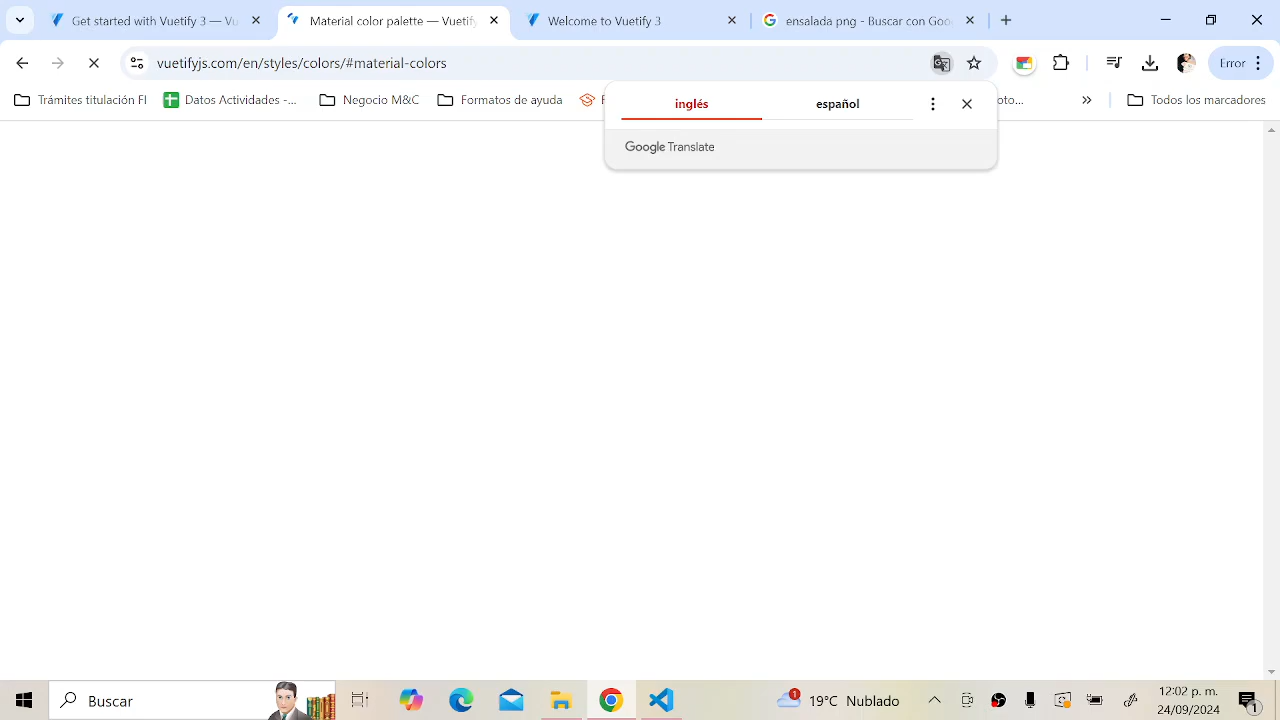 Get started with Vuetify 3 — Vu
Material color palette — Vuetify
Welcome to Vuetify 3
ensalada png - Buscar con Goo
vuetifyjs.com/en/styles/colors/#material-colors
Error
Trámites titulación FI
Datos Actividades -...
Negocio M&C
Formatos de ayuda
oto...
Todos los marcadores
inglés
español
Google Translate
Buscar
1
19°C Nublado
12:02 p. m.
24/09/2024
1